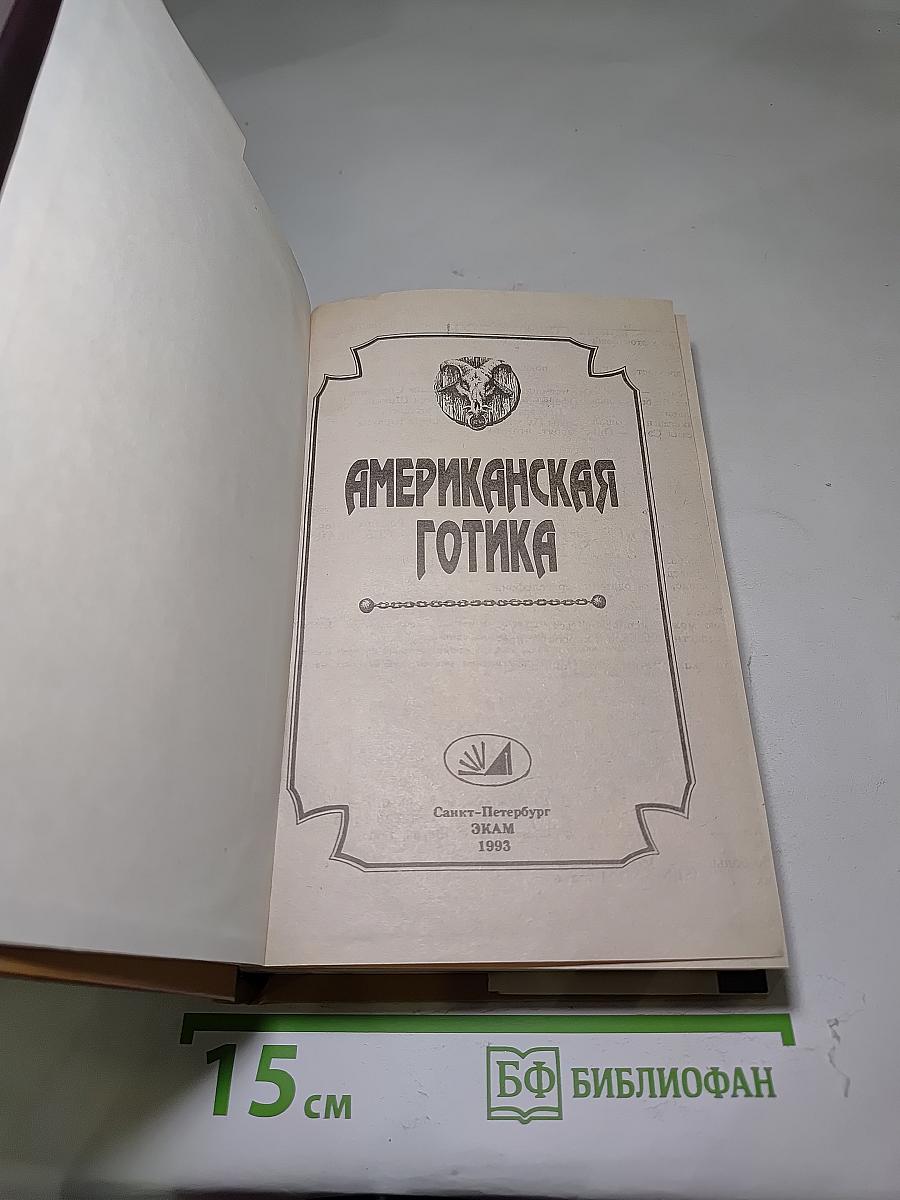 АМЕРИКАНСКАЯ
ГОТИКА
Санкт-Петербург
ЭКАМ
1993
15 см
БФ БИБЛИОФАН